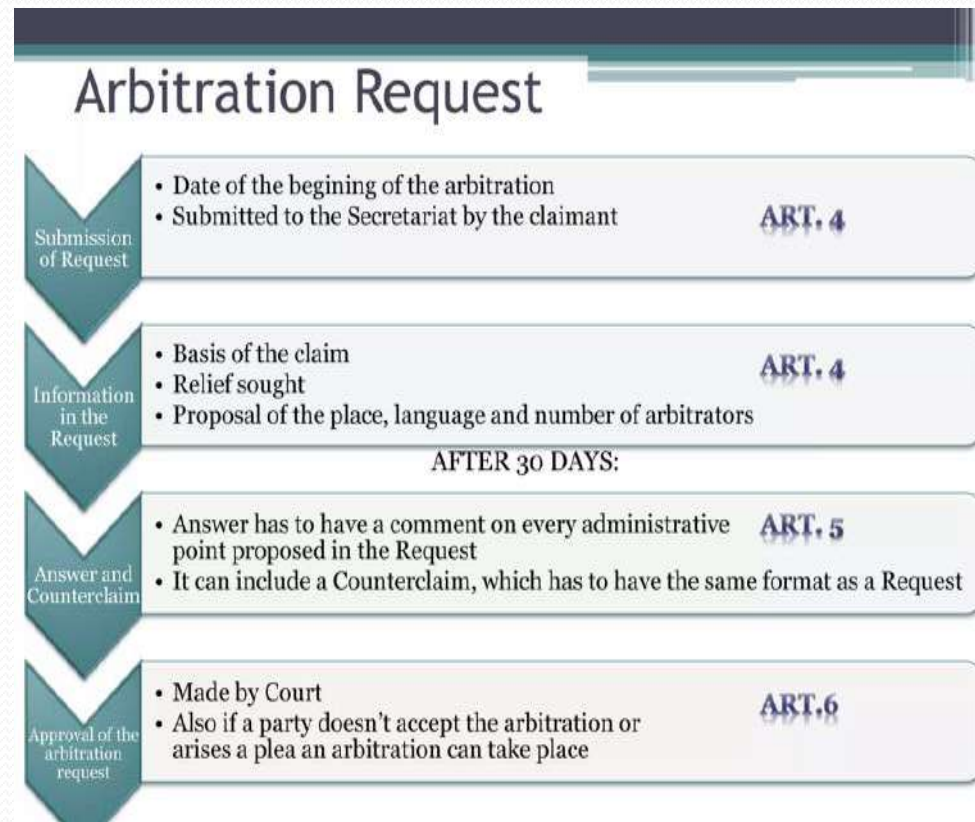 Arbitration Request
Submission
of Request
• Date of the begining of the arbitration
• Submitted to the Secretariat by the claimant
ART. 4
Information
in the
Request
• Basis of the claim
• Relief sought
• Proposal of the place, language and number of arbitrators
ART. 4
AFTER 30 DAYS:
Answer and
Counterclaim
• Answer has to have a comment on every administrative
point proposed in the Request
• It can include a Counterclaim, which has to have the same format as a Request
ART. 5
Approval of the
arbitration
request
• Made by Court
• Also if a party doesn't accept the arbitration or
arises a plea an arbitration can take place
ART.6